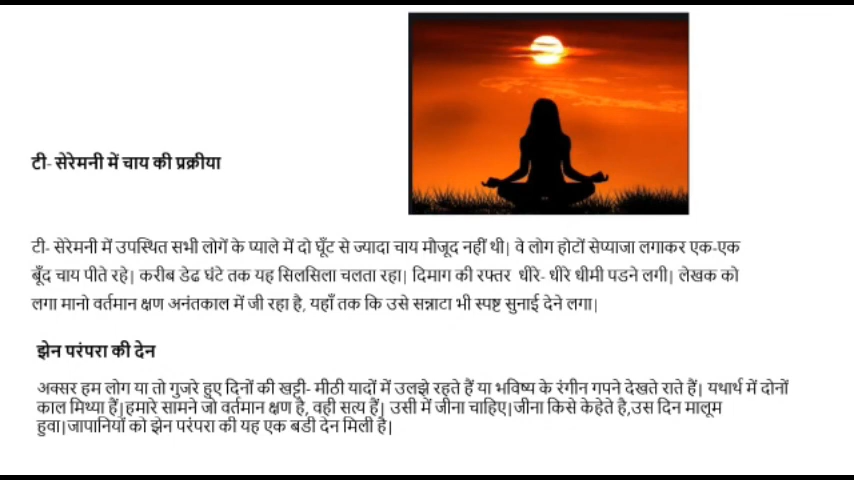 टी- सेरेमनी में चाय की प्रक्रीया
टी- सेरेमनी में उपस्थित सभी लोगें के प्याले में दो घूँट से ज्यादा चाय मौजूद नहीं थी| वे लोग होटों सेप्याजा लगाकर एक-एक
बूँद चाय पीते रहे| करीब डेढ घंटे तक यह सिलसिला चलता रहा| दिमाग की रफ्तर धीरे- धीरे धीमी पडने लगी| लेखक को
लगा मानो वर्तमान क्षण अनंतकाल में जी रहा है, यहाँ तक कि उसे सन्नाटा भी स्पष्ट सुनाई देने लगा|
झेन परंपरा की देन
अक्सर हम लोग या तो गुजरे हुए दिनों की खट्टी- मीठी यादों में उलझे रहते हैं या भविष्य के रंगीन गपने देखते राते हैं| यथार्थ में दोनों
काल मिथ्या हैं|हमारे सामने जो वर्तमान क्षण है, वही सत्य हैं| उसी में जीना चाहिए|जीना किसे केहेते है,उस दिन मालूम
हुवा|जापानियों को झेन परंपरा की यह एक बडी देन मिली है|